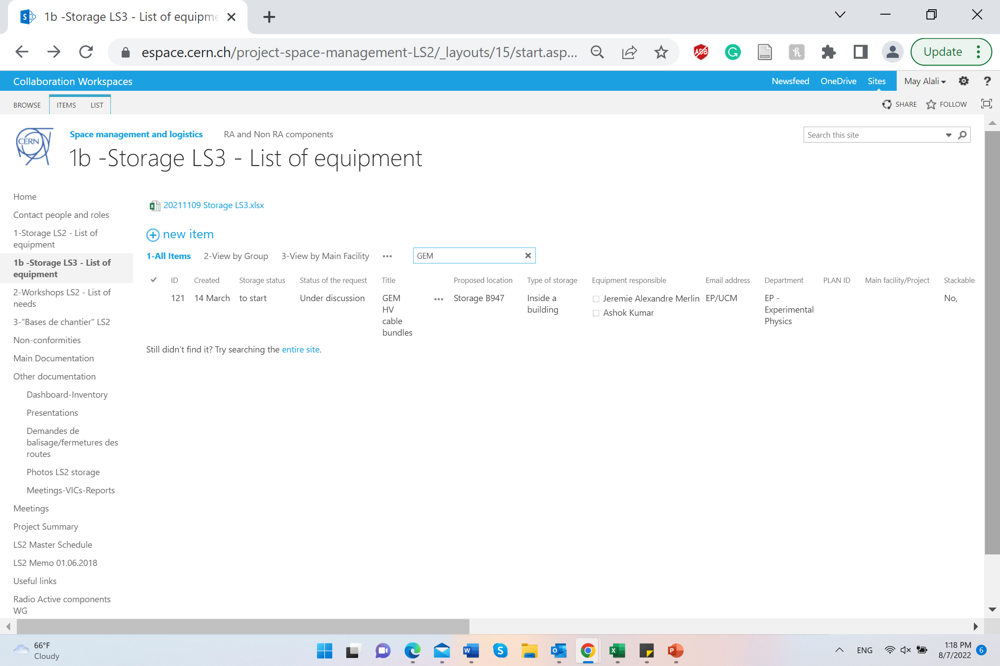 1b -Storage LS3 - List of equipme
espace.cern.ch/project-space-management-LS2/_layouts/15/start.asp...
Update
Collaboration Workspaces
Newsfeed OneDrive Sites May Alali ?
BROWSE ITEMS LIST
SHARE FOLLOW
CERN
Space management and logistics RA and Non RA components
Search this site
1b -Storage LS3 - List of equipment
Home
Contact people and roles
1-Storage LS2 - List of
equipment
1b -Storage LS3 - List of
equipment
2-Workshops LS2 - List of
needs
3-"Bases de chantier" LS2
Non-conformities
Main Documentation
Other documentation
Dashboard-Inventory
Presentations
Demandes de
balisage/fermetures des
routes
Photos LS2 storage
Meetings-VICs-Reports
Meetings
Project Summary
LS2 Master Schedule
LS2 Memo 01.06.2018
Useful links
Radio Active components
WG
20211109 Storage LS3.xlsx
new item
1-All Items 2-View by Group 3-View by Main Facility ... GEM
ID Created Storage status Status of the request Title Proposed location Type of storage Equipment responsible Email address Department PLAN ID Main facility/Project Stackable
121 14 March to start Under discussion GEM ... Storage B947 Inside a Jeremie Alexandre Merlin EP/UCM EP - No,
HV building Ashok Kumar Experimental
cable Physics
bundles
Still didn't find it? Try searching the entire site.
66°F
Cloudy
ENG
1:18 PM
8/7/2022
6